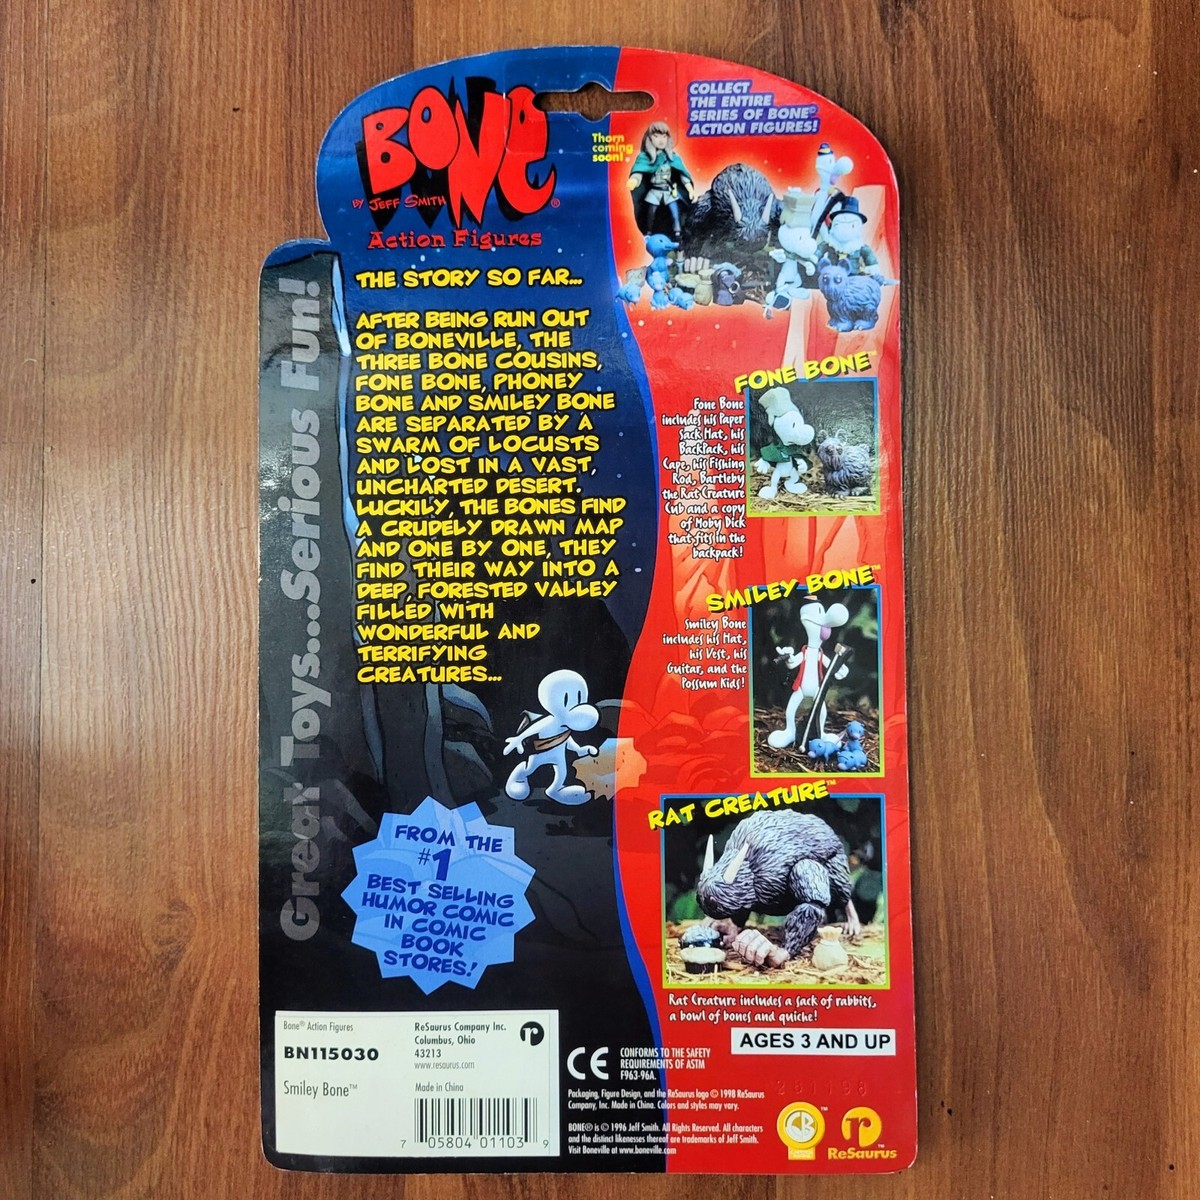 BONE
BY JEFF SMITH ®
Action Figures
THE STORY SO FAR...
AFTER BEING RUN OUT
OF BONEVILLE, THE
THREE BONE COUSINS,
FONE BONE, PHONEY
BONE AND SMILEY BONE
ARE SEPARATED BY A
SWARM OF LOCUSTS
AND LOST IN A VAST,
UNCHARTED DESERT.
LUCKILY, THE BONES FIND
A CRUDELY DRAWN MAP
AND ONE BY ONE, THEY
FIND THEIR WAY INTO A
DEEP, FORESTED VALLEY
FILLED WITH
WONDERFUL AND
TERRIFYING
CREATURES...
Great Toys...Serious Fun!
FROM THE
#1
BEST SELLING
HUMOR COMIC
IN COMIC
BOOK
STORES!
COLLECT
THE ENTIRE
SERIES OF BONE©
ACTION FIGURES!
Thorn
coming
soon!
FONE BONE™
Fone Bone
includes his Paper
Sack Hat, his
BackPack, his
Cape, his Fishing
Rod, Bartleby
the Rat Creature
Cub and a copy
of Moby Dick
that fits in the
backpack!
SMILEY BONE™
Smiley Bone
includes his Hat,
his Vest, his
Guitar, and the
Possum Kids!
RAT CREATURE™
Rat Creature includes a sack of rabbits,
a bowl of bones and quiche!
AGES 3 AND UP
Bone® Action Figures
BN115030
Smiley Bone™
ReSaurus Company Inc.
Columbus, Ohio
43213
www.resaurus.com
Made in China
7 05804 01103 9
CE
CONFORMS TO THE SAFETY
REQUIREMENTS OF ASTM
F963-96A.
Packaging, Figure Design, and the ReSaurus logo © 1998 ReSaurus
Company, Inc. Made in China. Colors and styles may vary.
BONE® is © 1996 Jeff Smith. All Rights Reserved. All characters
and the distinct likenesses thereof are trademarks of Jeff Smith.
Visit Boneville at www.boneville.com
ReSaurus™